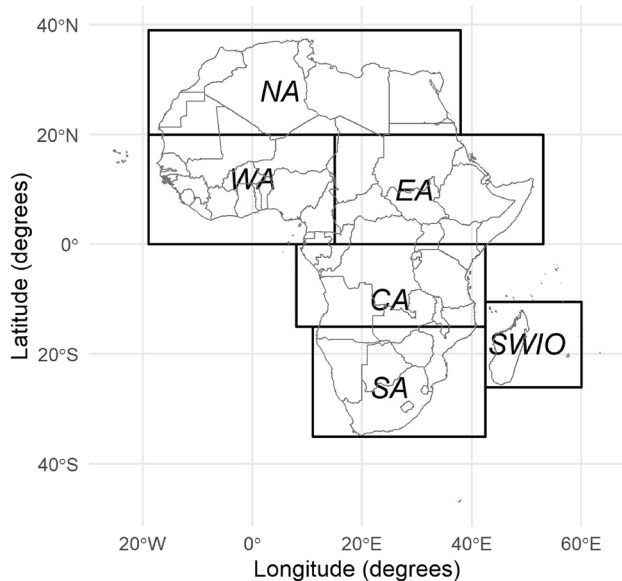 40°N
20°N
0°
20°S
40°S
Latitude (degrees)
NA
WA
EA
CA
SWIO
SA
20°W
0°
20°E
40°E
60°E
Longitude (degrees)